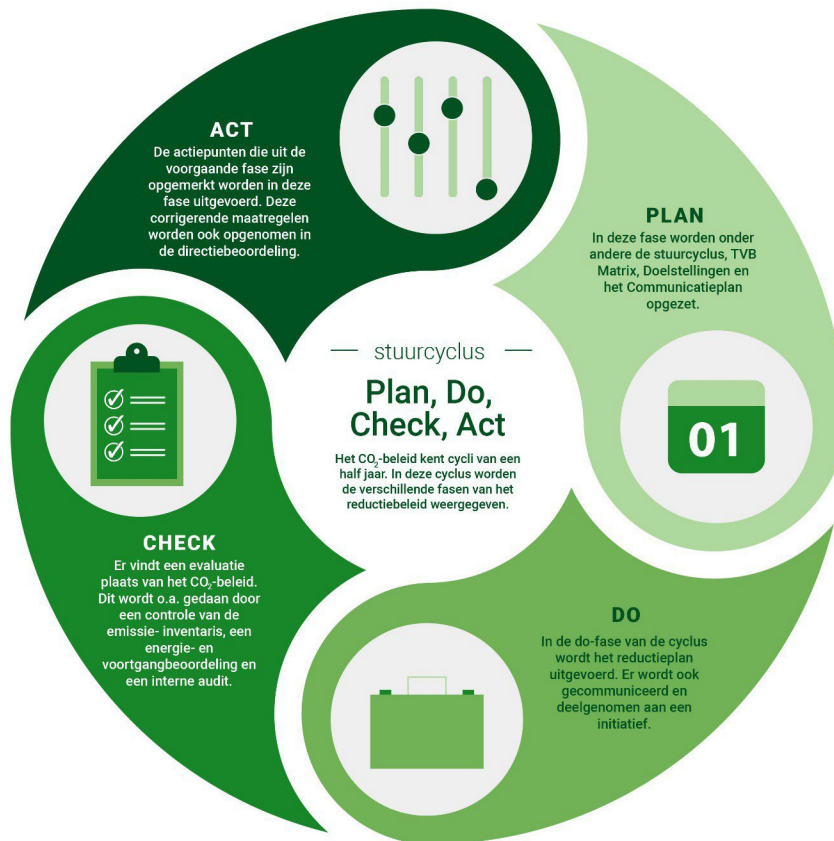 stuurcyclus
Plan, Do,
Check, Act
Het CO₂-beleid kent cycli van een
half jaar. In deze cyclus worden
de verschillende fasen van het
reductiebeleid weergegeven.
PLAN
In deze fase worden onder
andere de stuurcyclus, TVB
Matrix, Doelstellingen en
het Communicatieplan
opgezet.
01
DO
In de do-fase van de cyclus
wordt het reductieplan
uitgevoerd. Er wordt ook
gecommuniceerd en
deelgenomen aan een
initiatief.
CHECK
Er vindt een evaluatie
plaats van het CO₂-beleid.
Dit wordt o.a. gedaan door
een controle van de
emissie- inventaris, een
energie- en
voortgangbeoordeling en
een interne audit.
ACT
De actiepunten die uit de
voorgaande fase zijn
opgemerkt worden in deze
fase uitgevoerd. Deze
corrigerende maatregelen
worden ook opgenomen in
de directiebeoordeling.